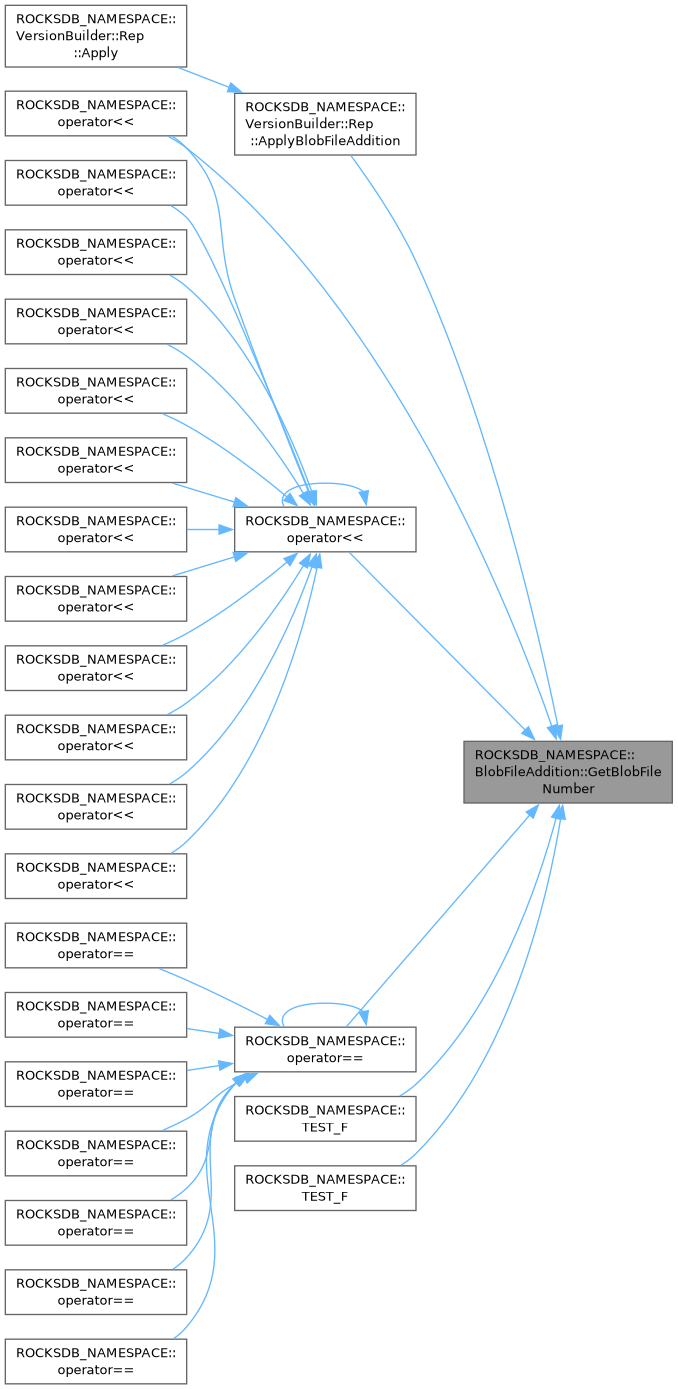 ROCKSDB_NAMESPACE::
VersionBuilder::Rep
::Apply
ROCKSDB_NAMESPACE::
operator<<
ROCKSDB_NAMESPACE::
operator<<
ROCKSDB_NAMESPACE::
operator<<
ROCKSDB_NAMESPACE::
operator<<
ROCKSDB_NAMESPACE::
operator<<
ROCKSDB_NAMESPACE::
operator<<
ROCKSDB_NAMESPACE::
operator<<
ROCKSDB_NAMESPACE::
operator<<
ROCKSDB_NAMESPACE::
operator<<
ROCKSDB_NAMESPACE::
operator<<
ROCKSDB_NAMESPACE::
operator<<
ROCKSDB_NAMESPACE::
operator<<
ROCKSDB_NAMESPACE::
operator==
ROCKSDB_NAMESPACE::
operator==
ROCKSDB_NAMESPACE::
operator==
ROCKSDB_NAMESPACE::
operator==
ROCKSDB_NAMESPACE::
operator==
ROCKSDB_NAMESPACE::
operator==
ROCKSDB_NAMESPACE::
operator==
ROCKSDB_NAMESPACE::
VersionBuilder::Rep
::ApplyBlobFileAddition
ROCKSDB_NAMESPACE::
operator<<
ROCKSDB_NAMESPACE::
operator==
ROCKSDB_NAMESPACE::
TEST_F
ROCKSDB_NAMESPACE::
TEST_F
ROCKSDB_NAMESPACE::
BlobFileAddition::GetBlobFile
Number